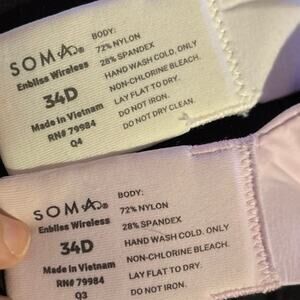 SOMA®
Enbliss Wireless
34D
Made in Vietnam
RN# 79984
Q4
BODY:
72% NYLON
28% SPANDEX
HAND WASH COLD. ONLY
NON-CHLORINE BLEACH.
LAY FLAT TO DRY.
DO NOT IRON.
DO NOT DRY CLEAN.
SOMA®
Enbliss Wireless
34D
Made in Vietnam
RN# 79984
Q3
BODY:
72% NYLON
28% SPANDEX
HAND WASH COLD. ONLY
NON-CHLORINE BLEACH.
LAY FLAT TO DRY.
DO NOT IRON.